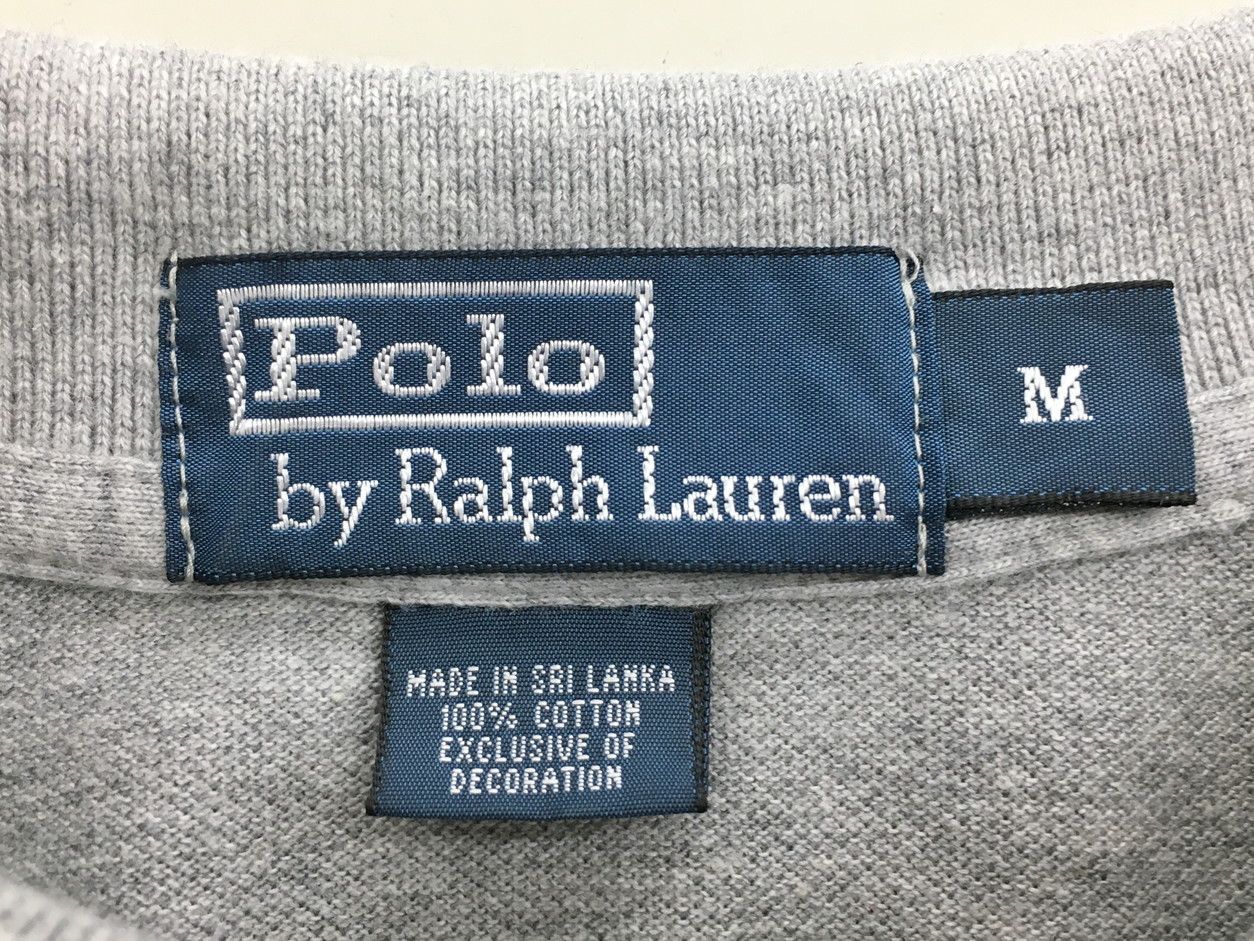 Polo
by Ralph Lauren
M
MADE IN SRI LANKA
100% COTTON
EXCLUSIVE OF
DECORATION